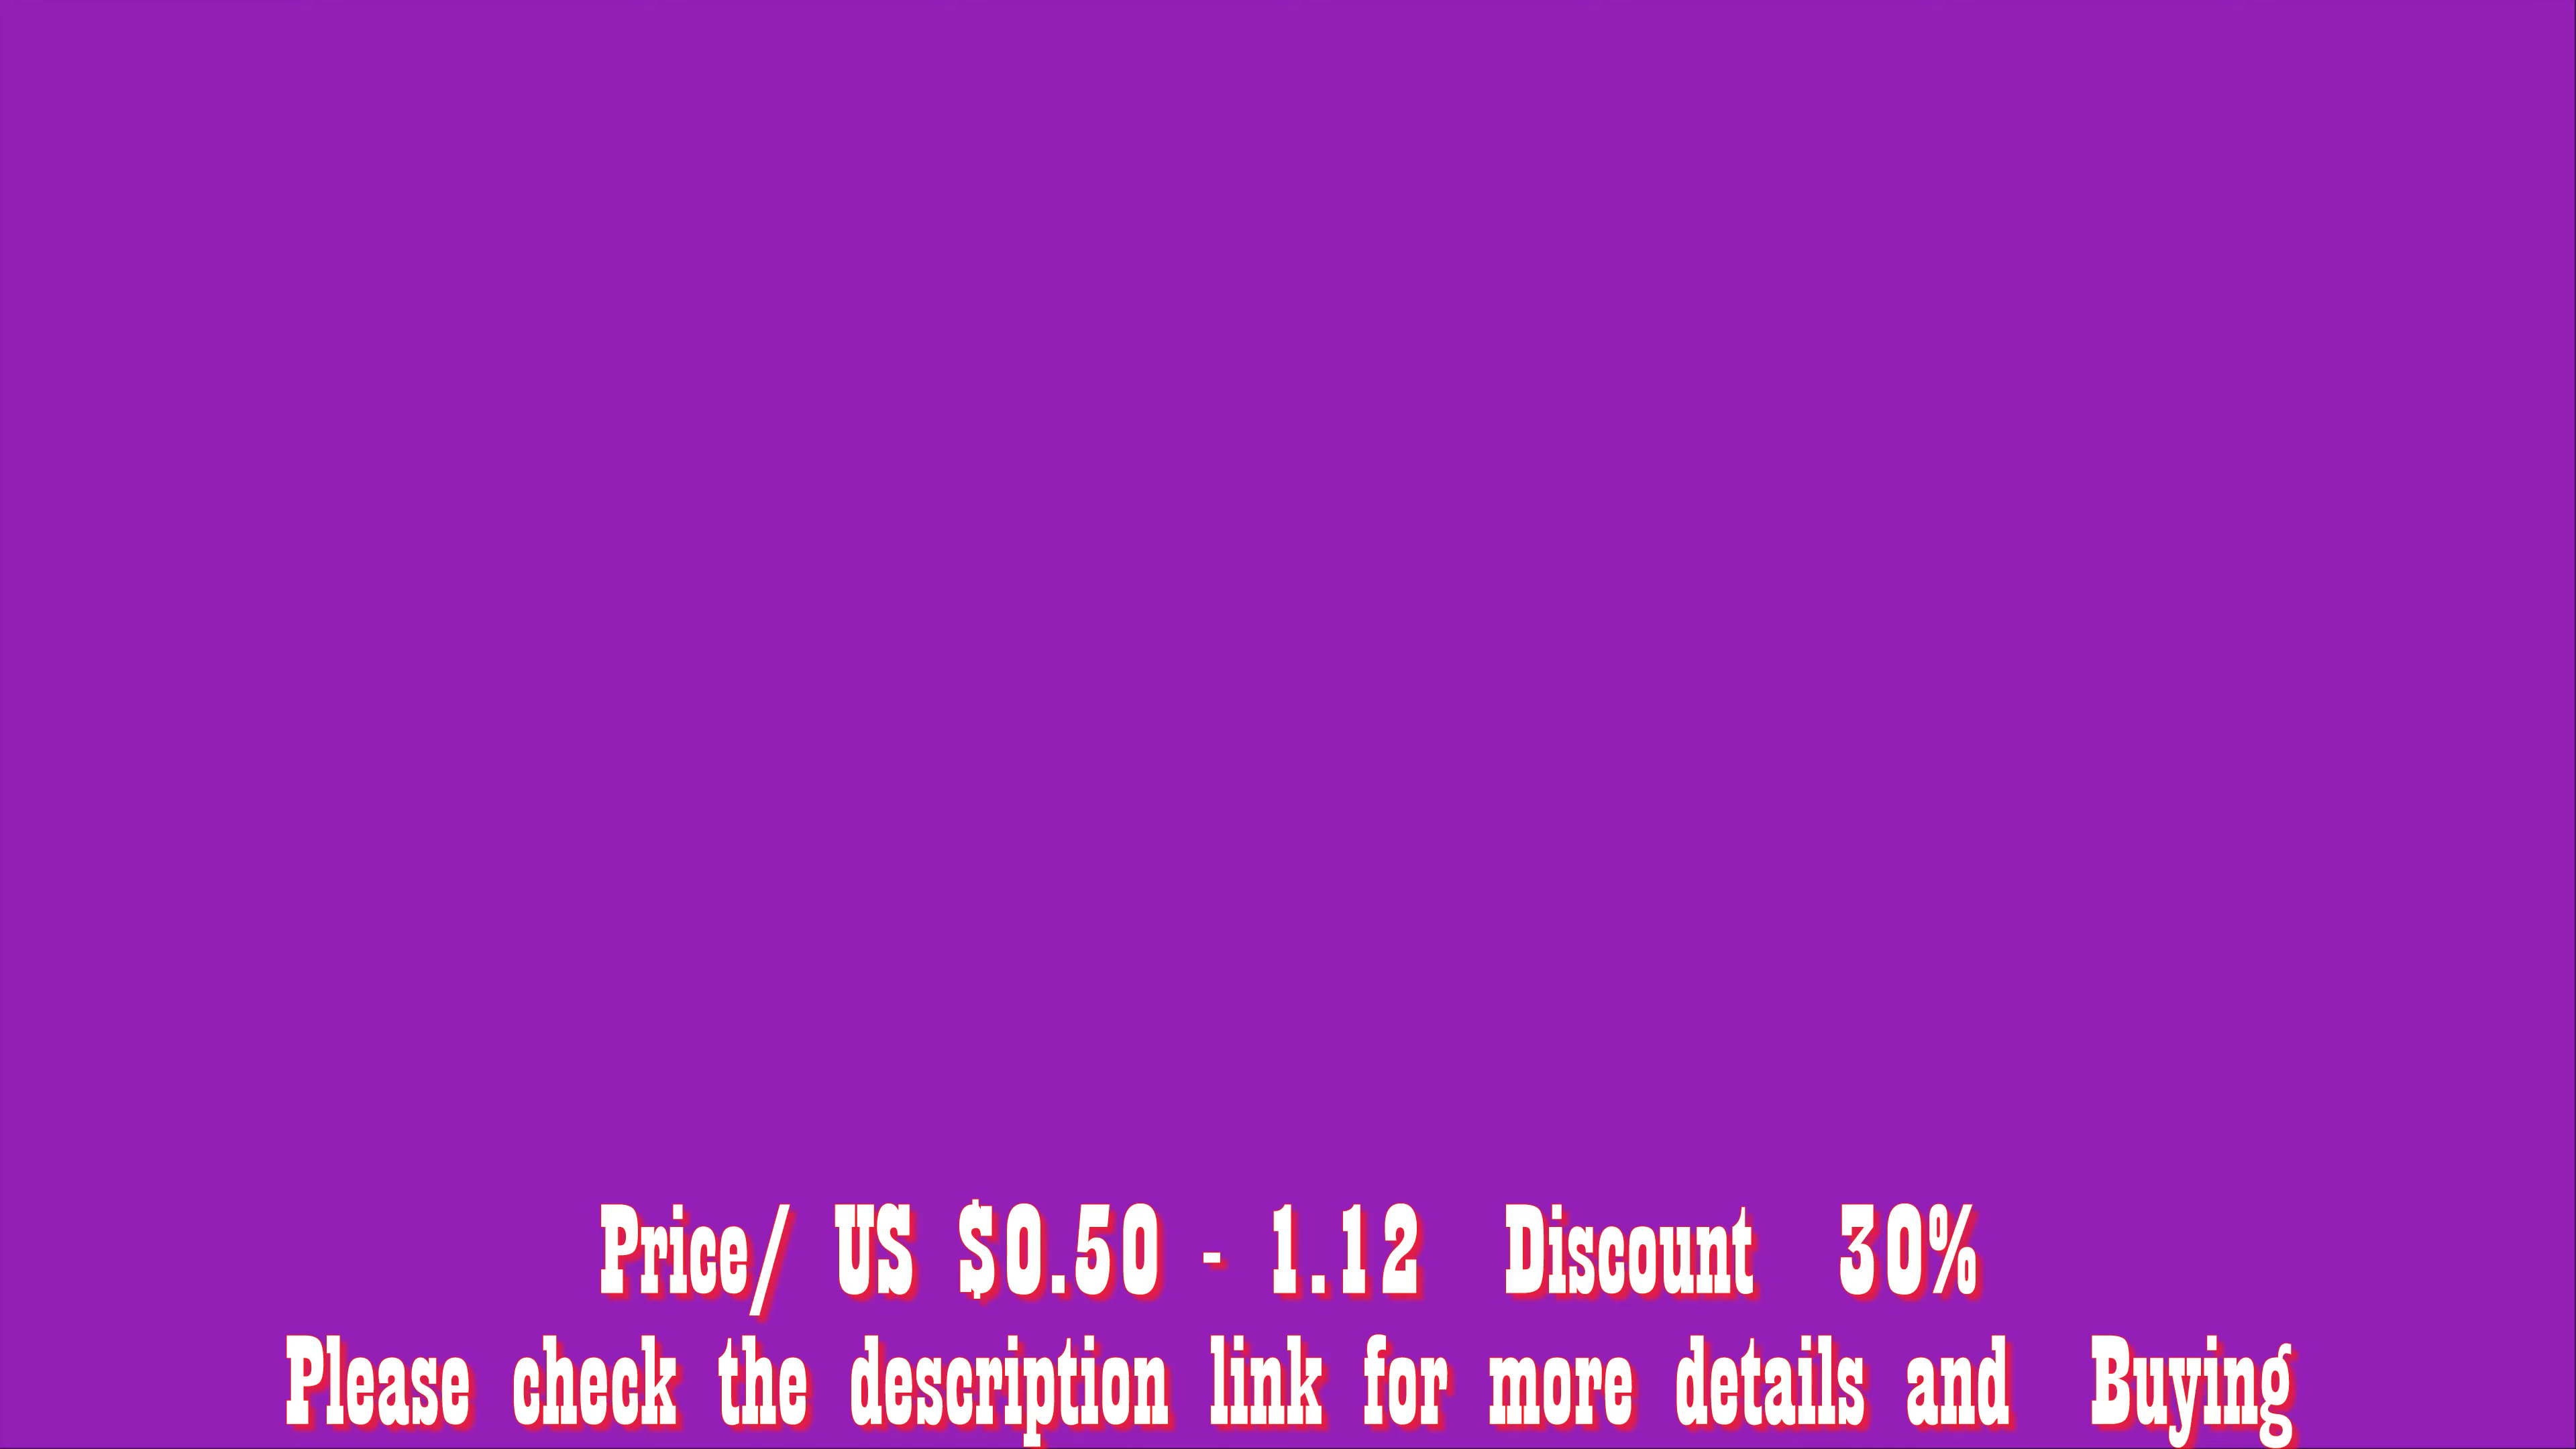 Price/ US $0.50 - 1.12 Discount 30%
Please check the description link for more details and Buying